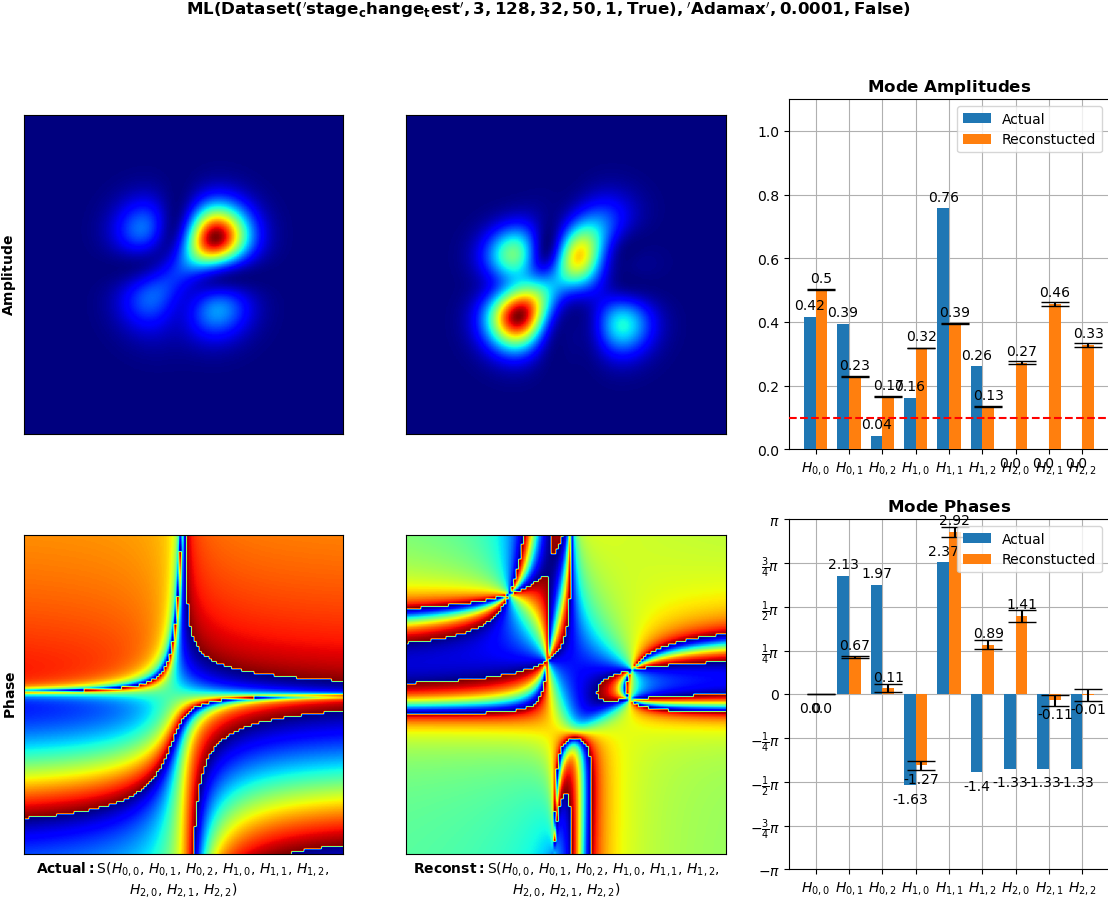 ML(Dataset('stage_change_test', 3, 128, 32, 50, 1, True), 'Adamax', 0.0001, False)
Amplitude
Mode Amplitudes
Actual
Reconstucted
1.0
0.8
0.6
0.4
0.2
0.0
0.42
0.5
0.39
0.23
0.04
0.17
0.16
0.32
0.76
0.39
0.26
0.13
0.0
0.27
0.0
0.46
0.0
0.33
H0,0 H0,1 H0,2 H1,0 H1,1 H1,2 H2,0 H2,1 H2,2
Phase
Mode Phases
Actual
Reconstucted
π
3/4π
1/2π
1/4π
0
−1/4π
−1/2π
−3/4π
−π
0.0
0.0
2.13
0.67
1.97
0.11
-1.63
-1.27
2.37
2.92
-1.4
0.89
-1.33
1.41
-1.33
-0.11
-1.33
-0.01
H0,0 H0,1 H0,2 H1,0 H1,1 H1,2 H2,0 H2,1 H2,2
Actual: S(H0,0, H0,1, H0,2, H1,0, H1,1, H1,2,
H2,0, H2,1, H2,2)
Reconst: S(H0,0, H0,1, H0,2, H1,0, H1,1, H1,2,
H2,0, H2,1, H2,2)